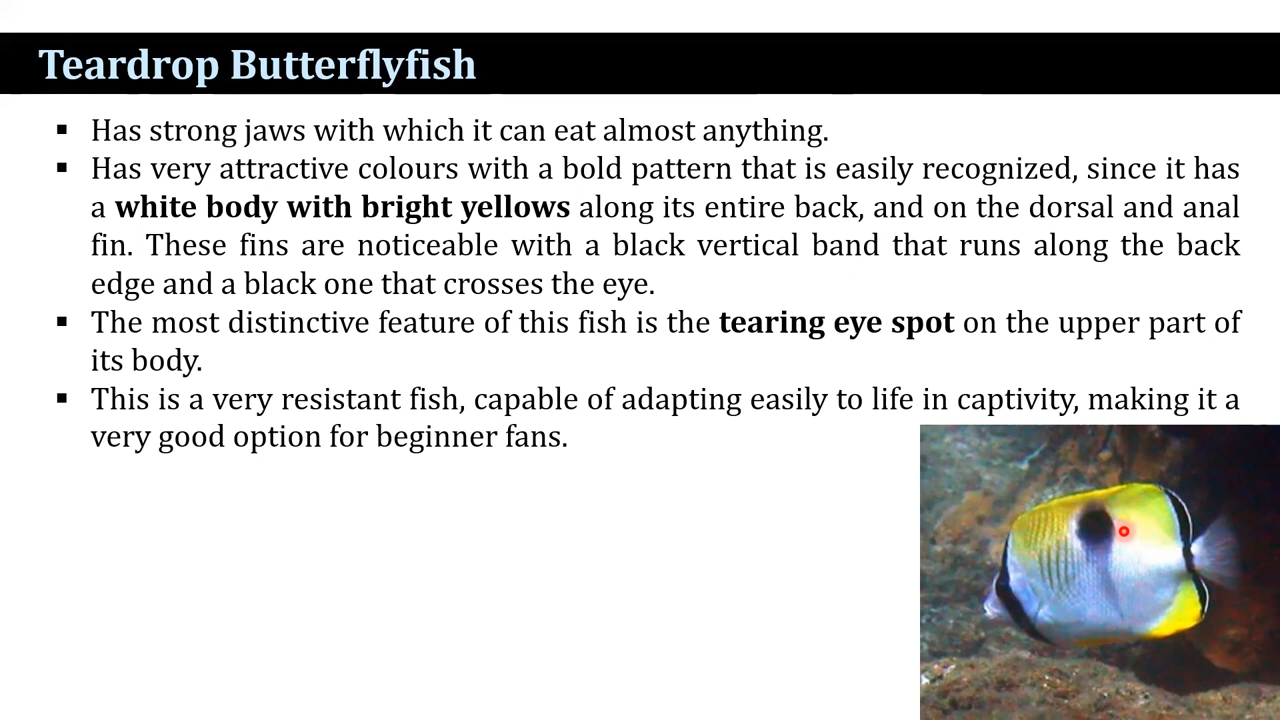 Teardrop Butterflyfish
▪ Has strong jaws with which it can eat almost anything.
▪ Has very attractive colours with a bold pattern that is easily recognized, since it has
a white body with bright yellows along its entire back, and on the dorsal and anal
fin. These fins are noticeable with a black vertical band that runs along the back
edge and a black one that crosses the eye.
▪ The most distinctive feature of this fish is the tearing eye spot on the upper part of
its body.
▪ This is a very resistant fish, capable of adapting easily to life in captivity, making it a
very good option for beginner fans.